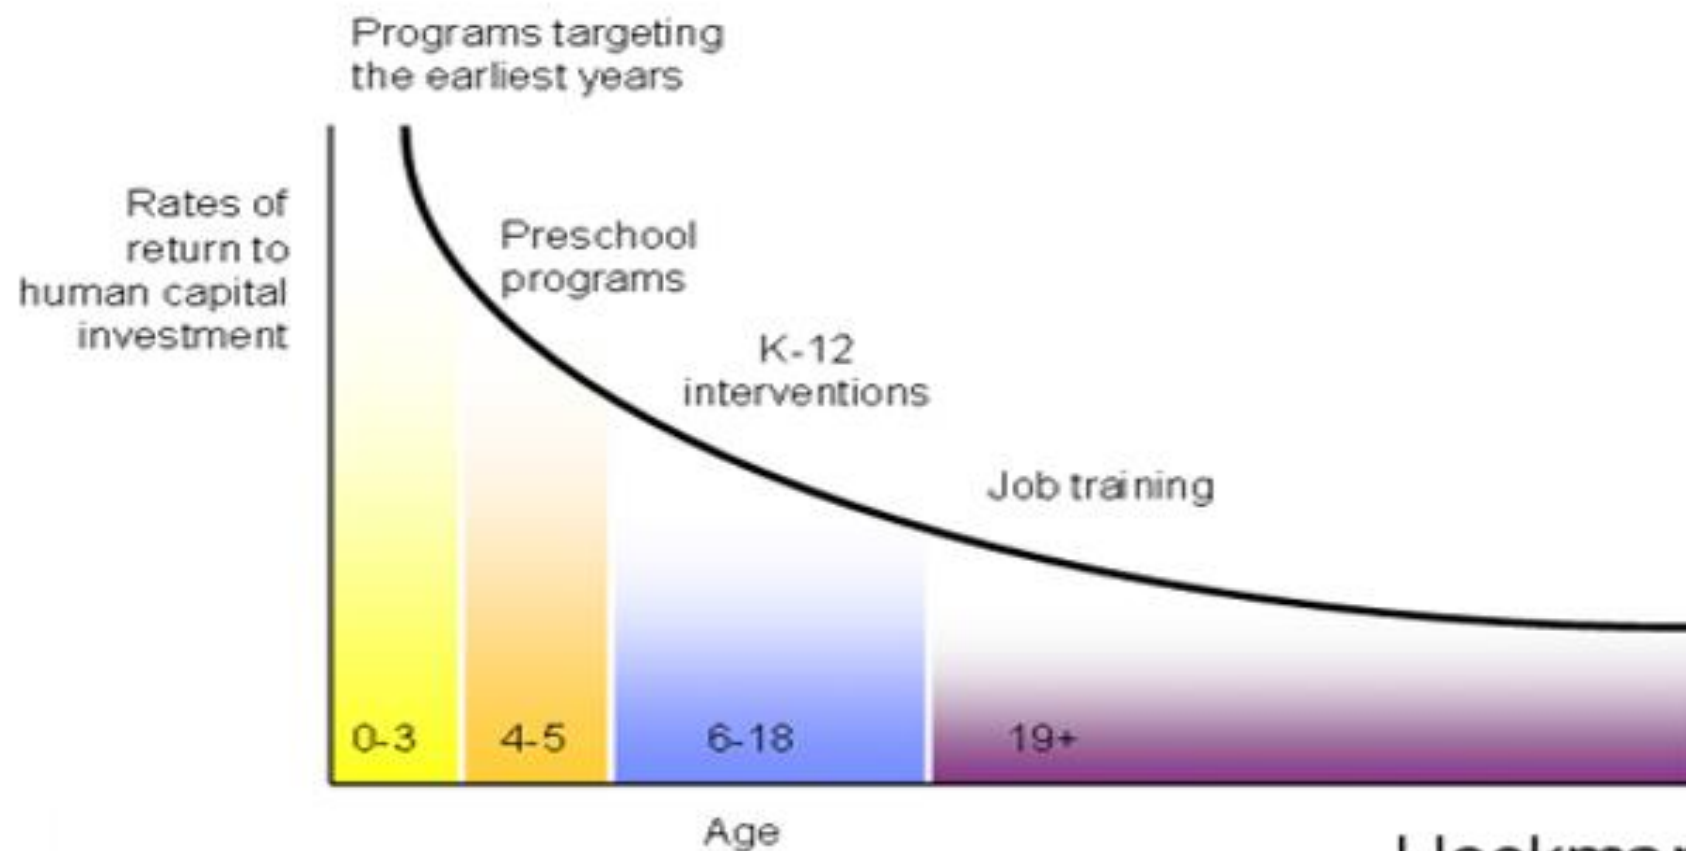 Programs targeting
the earliest years
Rates of
return to
human capital
investment
Preschool
programs
K-12
interventions
Job training
0-3
4-5
6-18
19+
Age